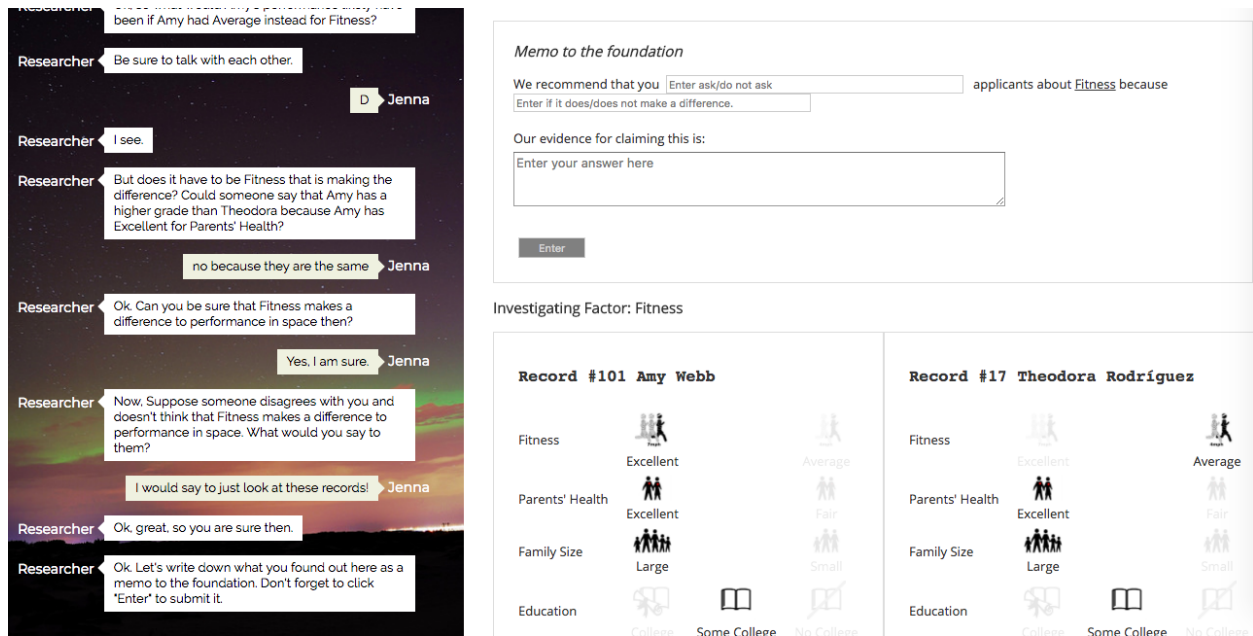 been if Amy had Average instead for Fitness?
Researcher
Be sure to talk with each other.
D
Jenna
Researcher
I see.
Researcher
But does it have to be Fitness that is making the
difference? Could someone say that Amy has a
higher grade than Theodora because Amy has
Excellent for Parents' Health?
no because they are the same
Jenna
Researcher
Ok. Can you be sure that Fitness makes a
difference to performance in space then?
Yes, I am sure.
Jenna
Researcher
Now, Suppose someone disagrees with you and
doesn't think that Fitness makes a difference to
performance in space. What would you say to
them?
I would say to just look at these records!
Jenna
Researcher
Ok, great, so you are sure then.
Researcher
Ok. Let's write down what you found out here as a
memo to the foundation. Don't forget to click
"Enter" to submit it.
Memo to the foundation
We recommend that you Enter ask/do not ask applicants about Fitness because
Enter if it does/does not make a difference.
Our evidence for claiming this is:
Enter your answer here
Enter
Investigating Factor: Fitness
Record #101 Amy Webb
Fitness
Excellent
Average
Parents' Health
Excellent
Fair
Family Size
Large
Small
Education
College
Some College
No College
Record #17 Theodora Rodríguez
Fitness
Excellent
Average
Parents' Health
Excellent
Fair
Family Size
Large
Small
Education
College
Some College
No College